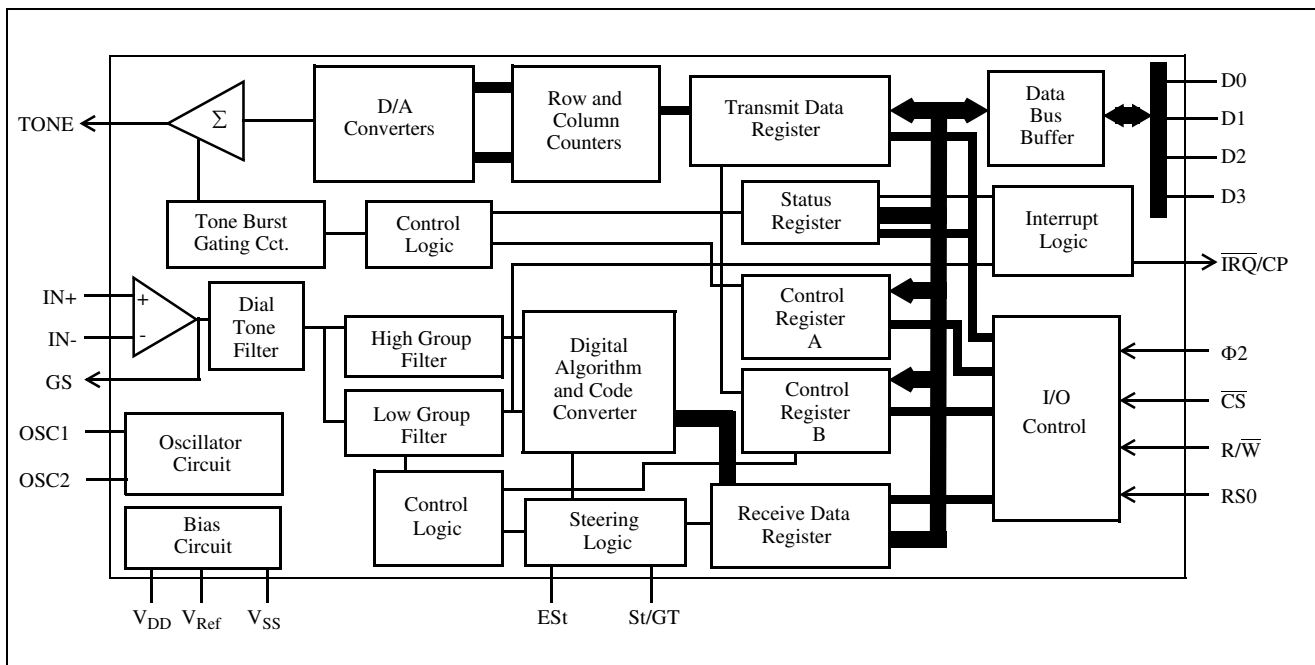 TONE
Σ
D/A
Converters
Row and
Column
Counters
Transmit Data
Register
Data
Bus
Buffer
D0
D1
D2
D3
Tone Burst
Gating Cct.
Control
Logic
Status
Register
Interrupt
Logic
I̅R̅Q̅/CP
IN+
IN-
GS
+
-
Dial
Tone
Filter
High Group
Filter
Low Group
Filter
Digital
Algorithm
and Code
Converter
Control
Register
A
Control
Register
B
I/O
Control
Φ2
C̅S̅
R/W̅
RS0
OSC1
OSC2
Oscillator
Circuit
Bias
Circuit
Control
Logic
Steering
Logic
Receive Data
Register
VDD
VRef
VSS
ESt
St/GT